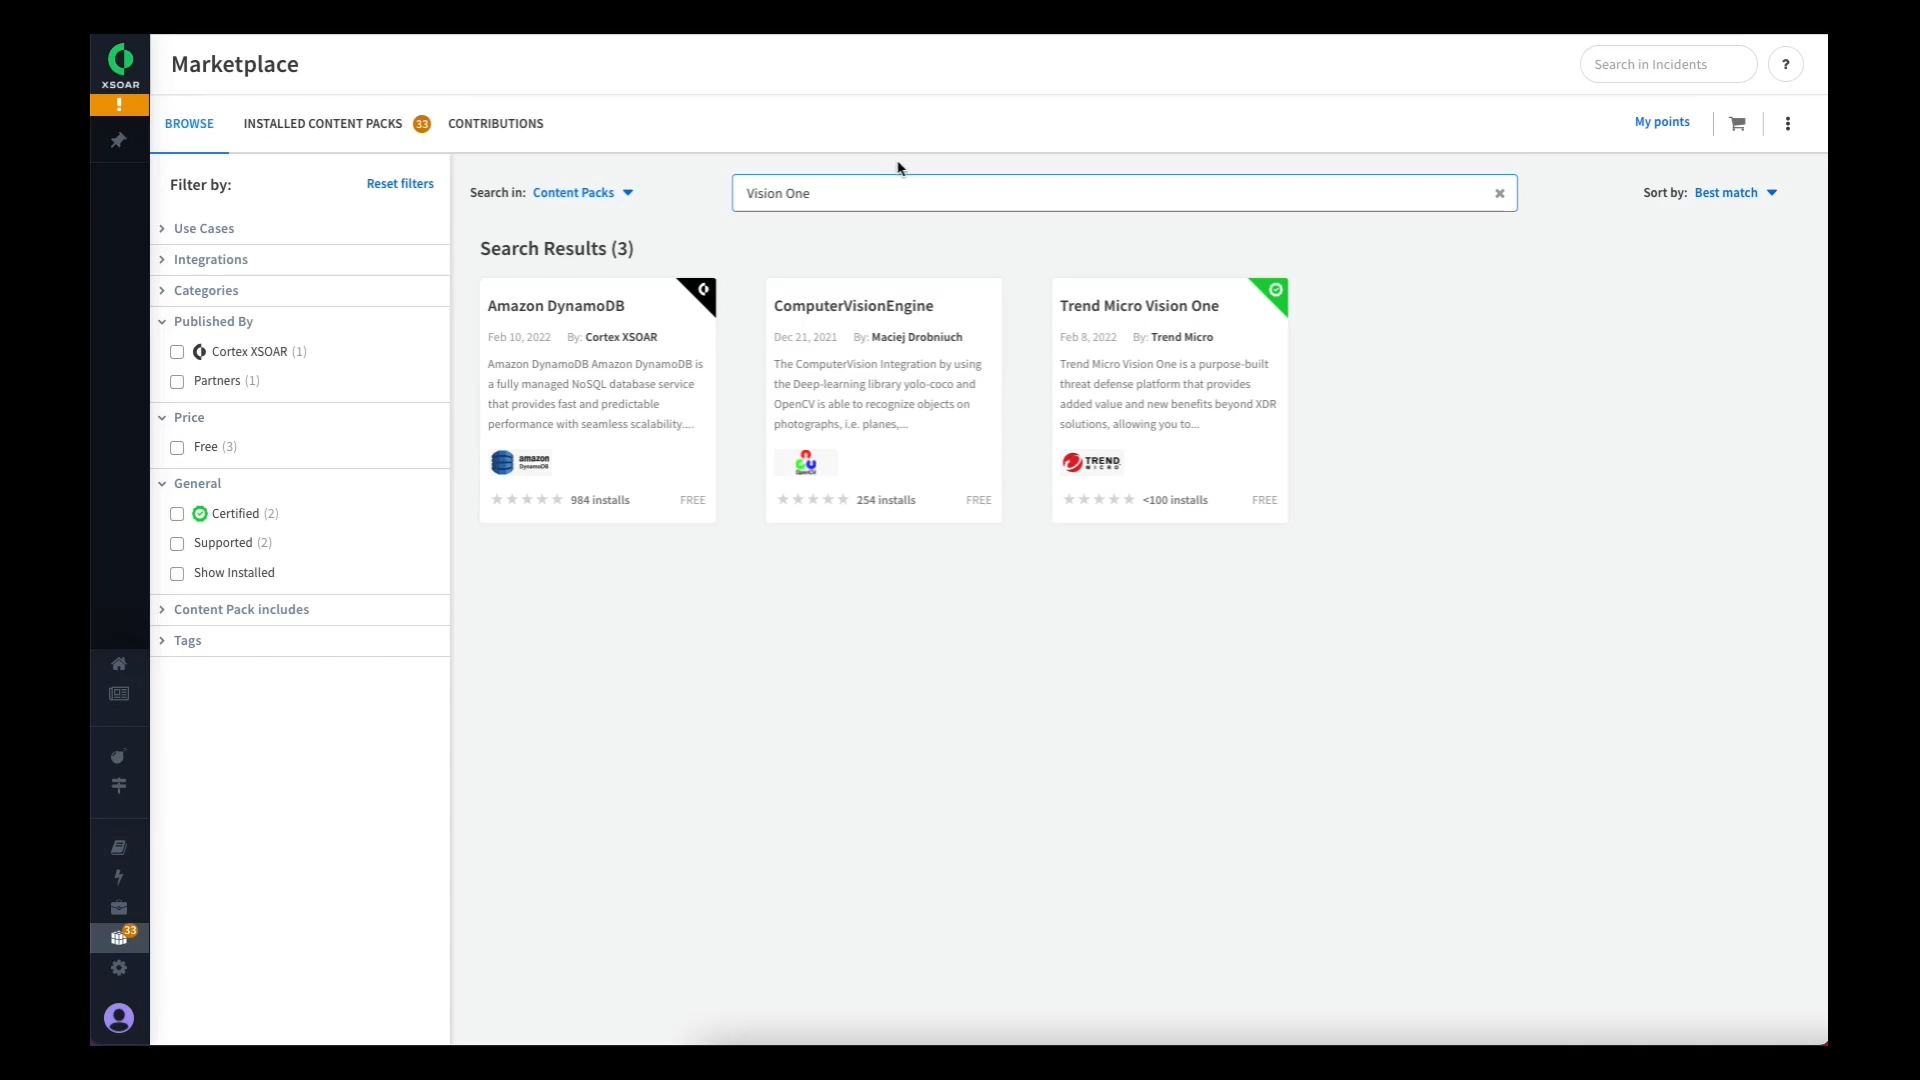 XSOAR
!
Marketplace
Search in Incidents
?
BROWSE
INSTALLED CONTENT PACKS
33
CONTRIBUTIONS
My points
Filter by:
Reset filters
Use Cases
Integrations
Categories
Published By
Cortex XSOAR (1)
Partners (1)
Price
Free (3)
General
Certified (2)
Supported (2)
Show Installed
Content Pack includes
Tags
33
Search in: Content Packs
Vision One
Sort by: Best match
Search Results (3)
Amazon DynamoDB
Feb 10, 2022 By: Cortex XSOAR
Amazon DynamoDB Amazon DynamoDB is
a fully managed NoSQL database service
that provides fast and predictable
performance with seamless scalability....
amazon
DynamoDB
984 installs
FREE
ComputerVisionEngine
Dec 21, 2021 By: Maciej Drobniuch
The ComputerVision Integration by using
the Deep-learning library yolo-coco and
OpenCV is able to recognize objects on
photographs, i.e. planes,...
OpenCV
254 installs
FREE
Trend Micro Vision One
Feb 8, 2022 By: Trend Micro
Trend Micro Vision One is a purpose-built
threat defense platform that provides
added value and new benefits beyond XDR
solutions, allowing you to...
TREND
MICRO
<100 installs
FREE